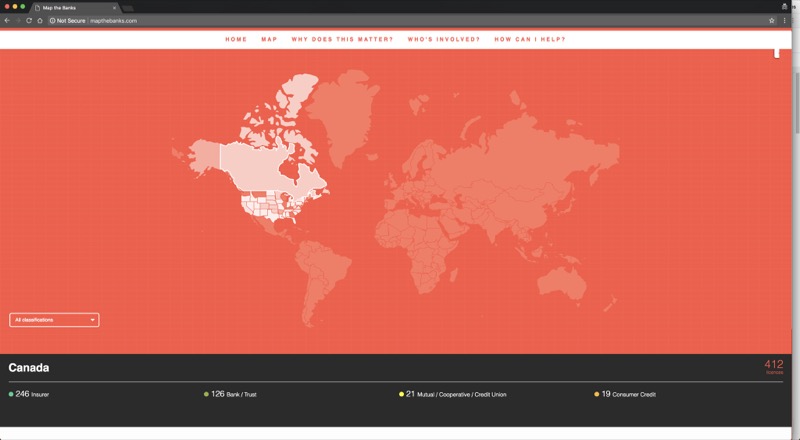 Map the Banks
Not Secure | mapthebanks.com
HOME MAP WHY DOES THIS MATTER? WHO'S INVOLVED? HOW CAN I HELP?
All classifications
Canada
412
licences
246 Insurer
126 Bank / Trust
21 Mutual / Cooperative / Credit Union
19 Consumer Credit